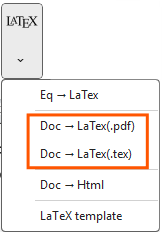 LATEX
Eq → LaTex
Doc → LaTex(.pdf)
Doc → LaTex(.tex)
Doc → Html
LaTeX template